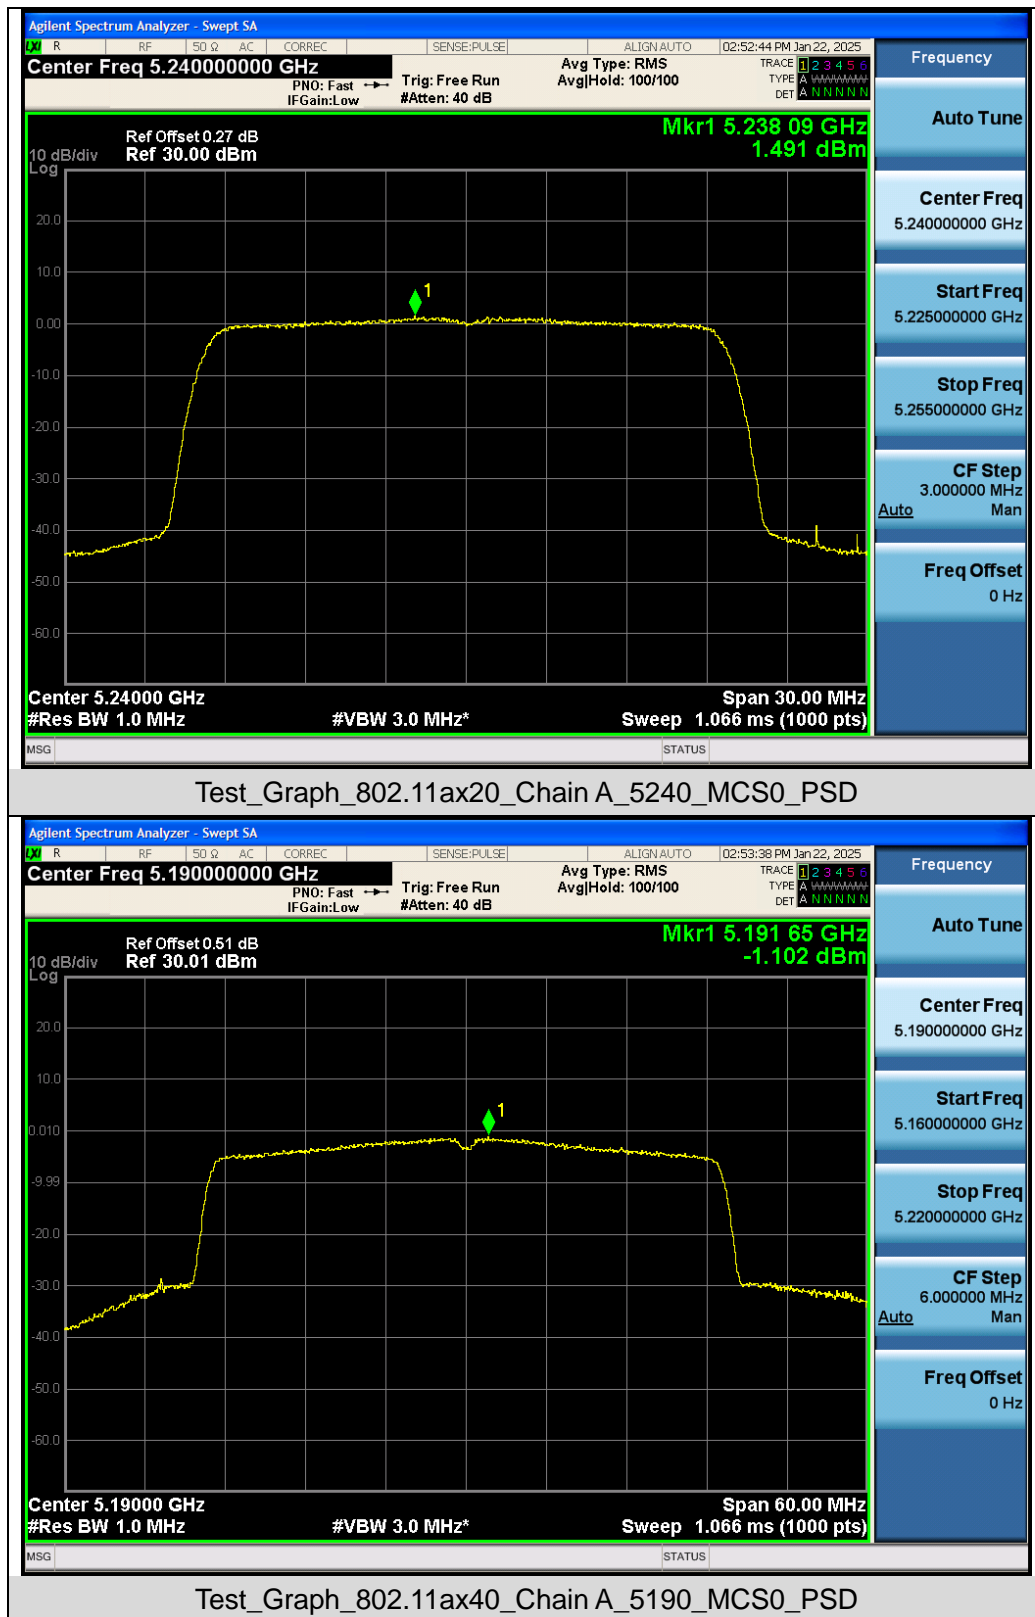 Agilent Spectrum Analyzer - Swept SA
LXI R RF 50 Ω AC CORREC SENSE:PULSE ALIGN AUTO 02:52:44 PM Jan 22, 2025
Center Freq 5.240000000 GHz
PNO: Fast
IFGain:Low
Trig: Free Run
#Atten: 40 dB
Avg Type: RMS
Avg|Hold: 100/100
TRACE 1 2 3 4 5 6
TYPE A WWWWW
DET A N N N N N
Ref Offset 0.27 dB
Ref 30.00 dBm
10 dB/div
Log
Mkr1 5.238 09 GHz
1.491 dBm
20.0
10.0
0.00
-10.0
-20.0
-30.0
-40.0
-50.0
-60.0
1
Center 5.24000 GHz
Span 30.00 MHz
#Res BW 1.0 MHz
#VBW 3.0 MHz*
Sweep 1.066 ms (1000 pts)
MSG
STATUS
Frequency
Auto Tune
Center Freq
5.240000000 GHz
Start Freq
5.225000000 GHz
Stop Freq
5.255000000 GHz
CF Step
3.000000 MHz
Auto Man
Freq Offset
0 Hz
Test_Graph_802.11ax20_Chain A_5240_MCS0_PSD
Agilent Spectrum Analyzer - Swept SA
LXI R RF 50 Ω AC CORREC SENSE:PULSE ALIGN AUTO 02:53:38 PM Jan 22, 2025
Center Freq 5.190000000 GHz
PNO: Fast
IFGain:Low
Trig: Free Run
#Atten: 40 dB
Avg Type: RMS
Avg|Hold: 100/100
TRACE 1 2 3 4 5 6
TYPE A WWWWW
DET A N N N N N
Ref Offset 0.51 dB
Ref 30.01 dBm
10 dB/div
Log
Mkr1 5.191 65 GHz
-1.102 dBm
20.0
10.0
0.010
-9.99
-20.0
-30.0
-40.0
-50.0
-60.0
1
Center 5.19000 GHz
Span 60.00 MHz
#Res BW 1.0 MHz
#VBW 3.0 MHz*
Sweep 1.066 ms (1000 pts)
MSG
STATUS
Frequency
Auto Tune
Center Freq
5.190000000 GHz
Start Freq
5.160000000 GHz
Stop Freq
5.220000000 GHz
CF Step
6.000000 MHz
Auto Man
Freq Offset
0 Hz
Test_Graph_802.11ax40_Chain A_5190_MCS0_PSD